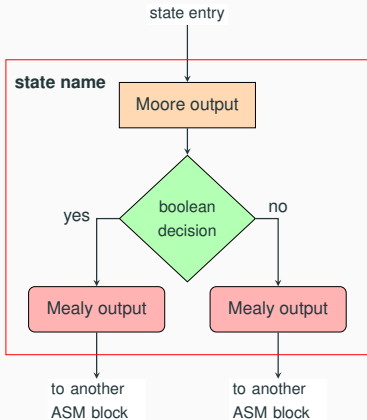 state entry
state name
Moore output
boolean
decision
yes
no
Mealy output
Mealy output
to another
ASM block
to another
ASM block